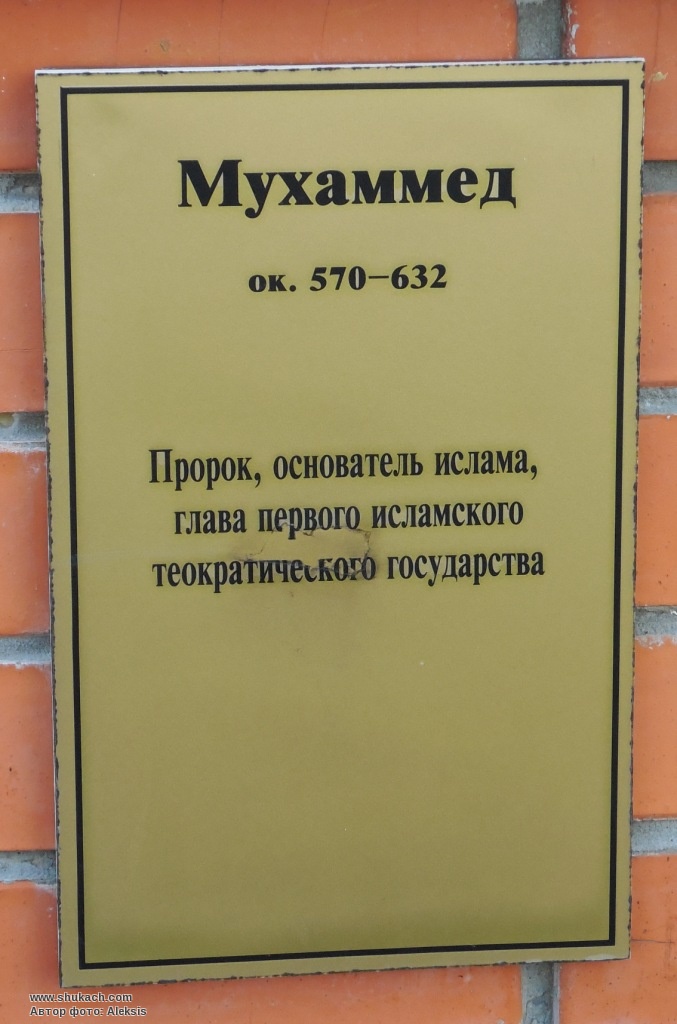 Мухаммед
ок. 570–632
Пророк, основатель ислама,
глава первого исламского
теократического государства
www.shukach.com
Автор фото: Aleksis